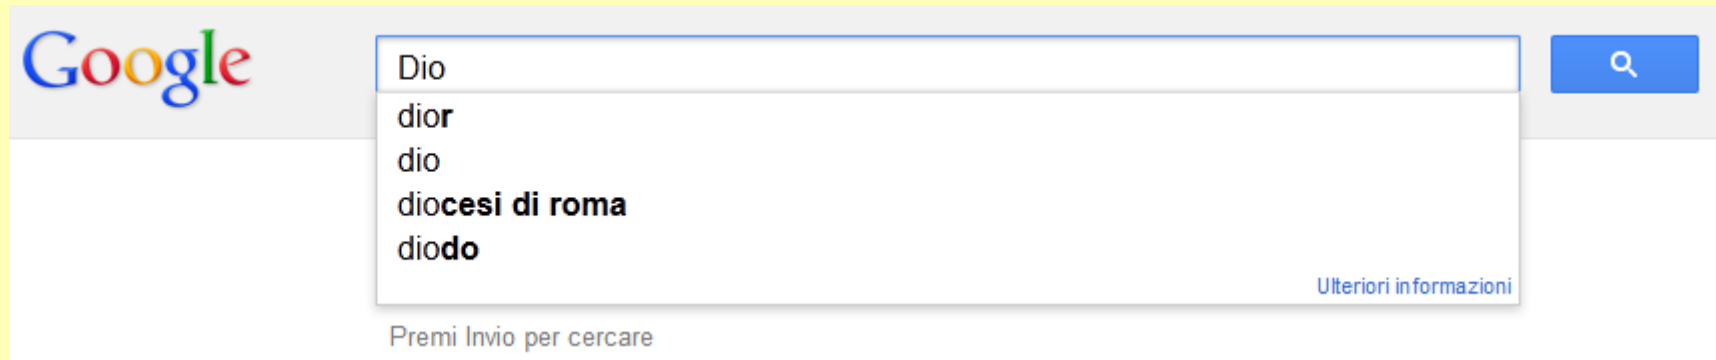 Google
Dio
dior
dio
diocesi di roma
diodo
Ulteriori informazioni
Premi Invio per cercare